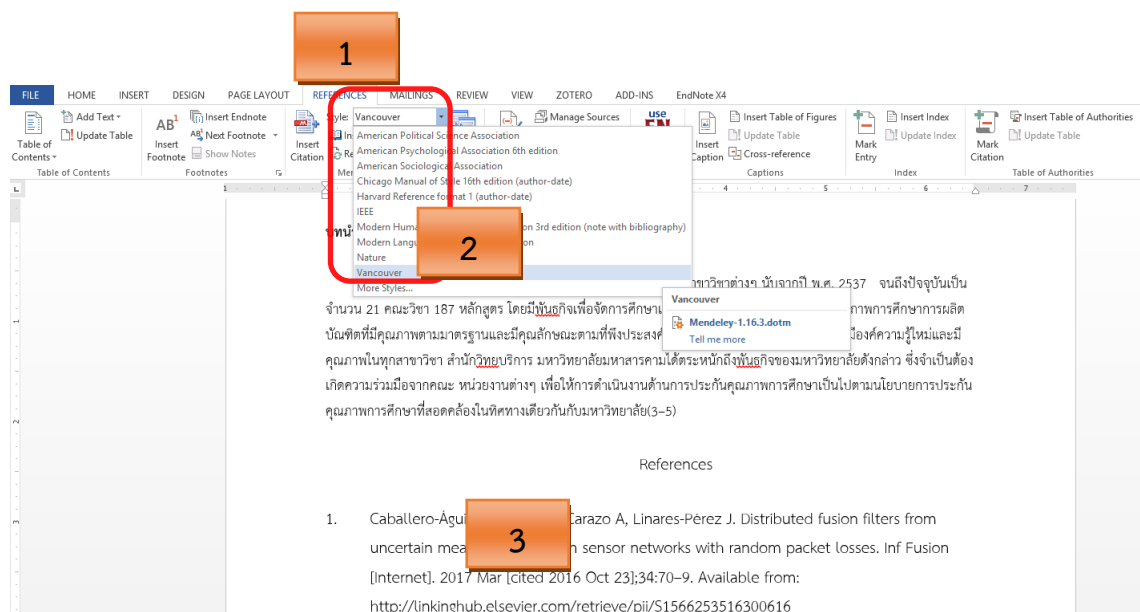 1
FILE HOME INSERT DESIGN PAGE LAYOUT REFERENCES MAILINGS REVIEW VIEW ZOTERO ADD-INS EndNote X4
Table of Contents
Add Text
Update Table
Table of Contents
AB1
Insert Footnote
Insert Endnote
Next Footnote
Show Notes
Footnotes
Insert Citation
Style: Vancouver
Manage Sources
use
Insert Caption
Insert Table of Figures
Update Table
Cross-reference
Captions
Mark Entry
Insert Index
Update Index
Index
Mark Citation
Insert Table of Authorities
Update Table
Table of Authorities
American Political Science Association
American Psychological Association 6th edition
American Sociological Association
Chicago Manual of Style 16th edition (author-date)
Harvard Reference format 1 (author-date)
IEEE
on 3rd edition (note with bibliography)
Modern
Nature
Vancouver
More Styles...
2
Vancouver
Mendeley-1.16.3.dotm
Tell me more
นับจากปี พ.ศ. 2537 จนถึงปัจจุบันเป็น
จำนวน 21 คณะวิชา 187 หลักสูตร โดยมีพันธกิจเพื่อจัดการศึกษา ภาพการศึกษาการผลิต
บัณฑิตที่มีคุณภาพตามมาตรฐานและมีคุณลักษณะตามที่พึงประสงค์ มีองค์ความรู้ใหม่และมี
คุณภาพในทุกสาขาวิชา สำนักวิทยบริการ มหาวิทยาลัยมหาสารคามได้ตระหนักถึงพันธกิจของมหาวิทยาลัยดังกล่าว ซึ่งจำเป็นต้อง
เกิดความร่วมมือจากคณะ หน่วยงานต่างๆ เพื่อให้การดำเนินงานด้านการประกันคุณภาพการศึกษาเป็นไปตามนโยบายการประกัน
คุณภาพการศึกษาที่สอดคล้องในทิศทางเดียวกันกับมหาวิทยาลัย(3–5)
References
1. Carazo A, Linares-Pérez J. Distributed fusion filters from
uncertain sensor networks with random packet losses. Inf Fusion
[Internet]. 2017 Mar [cited 2016 Oct 23];34:70–9. Available from:
http://linkinghub.elsevier.com/retrieve/pii/S1566253516300616
3